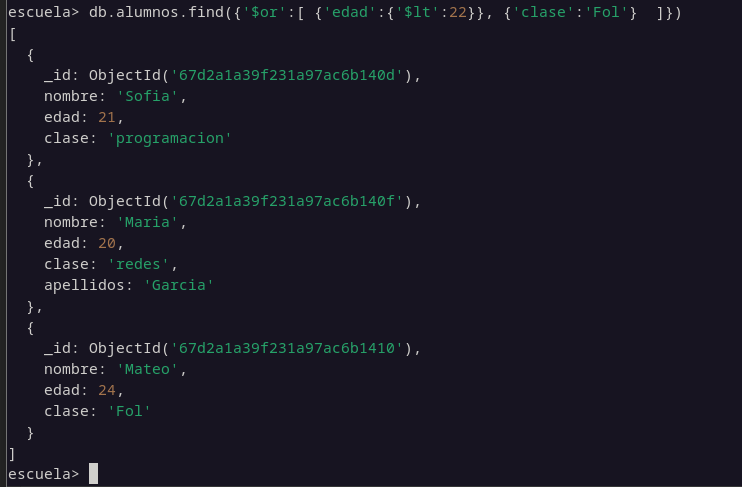 escuela> db.alumnos.find({'$or':[ {'edad':{'$lt':22}}, {'clase':'Fol'}  ]})
[
  {
    _id: ObjectId('67d2a1a39f231a97ac6b140d'),
    nombre: 'Sofia',
    edad: 21,
    clase: 'programacion'
  },
  {
    _id: ObjectId('67d2a1a39f231a97ac6b140f'),
    nombre: 'Maria',
    edad: 20,
    clase: 'redes',
    apellidos: 'Garcia'
  },
  {
    _id: ObjectId('67d2a1a39f231a97ac6b1410'),
    nombre: 'Mateo',
    edad: 24,
    clase: 'Fol'
  }
]
escuela>